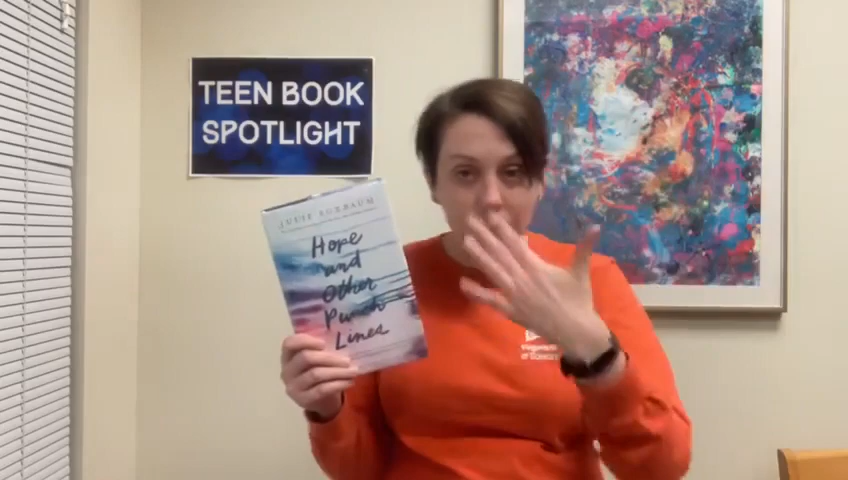 TEEN BOOK
SPOTLIGHT
JULIE BUXBAUM
Hope
and
Other
Punch
Lines